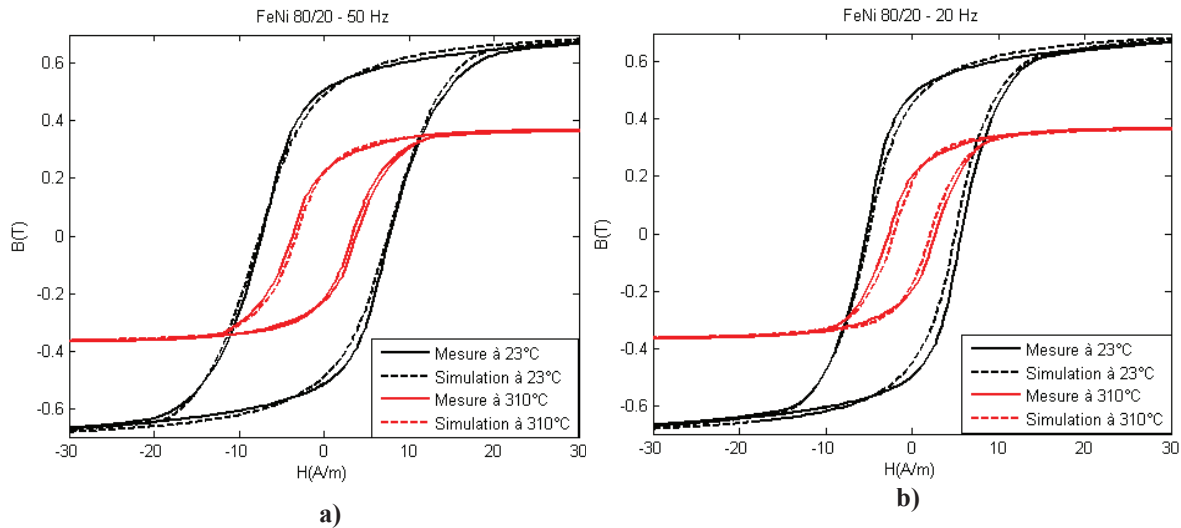 FeNi 80/20 - 50 Hz
B(T)
0.6
0.4
0.2
0
-0.2
-0.4
-0.6
-30 -20 -10 0 10 20 30
H(A/m)
Mesure à 23°C
Simulation à 23°C
Mesure à 310°C
Simulation à 310°C
a)
FeNi 80/20 - 20 Hz
B(T)
0.6
0.4
0.2
0
-0.2
-0.4
-0.6
-30 -20 -10 0 10 20 30
H(A/m)
Mesure à 23°C
Simulation à 23°C
Mesure à 310°C
Simulation à 310°C
b)